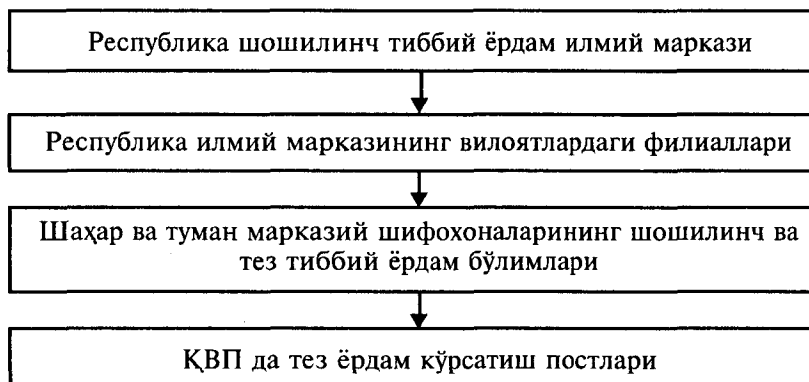 Республика шошилинч тиббий ёрдам илмий маркази
Республика илмий марказининг вилоятлардаги филиаллари
Шаҳар ва туман марказий шифохоналарининг шошилинч ва
тез тиббий ёрдам бўлимлари
ҚВП да тез ёрдам кўрсатиш постлари